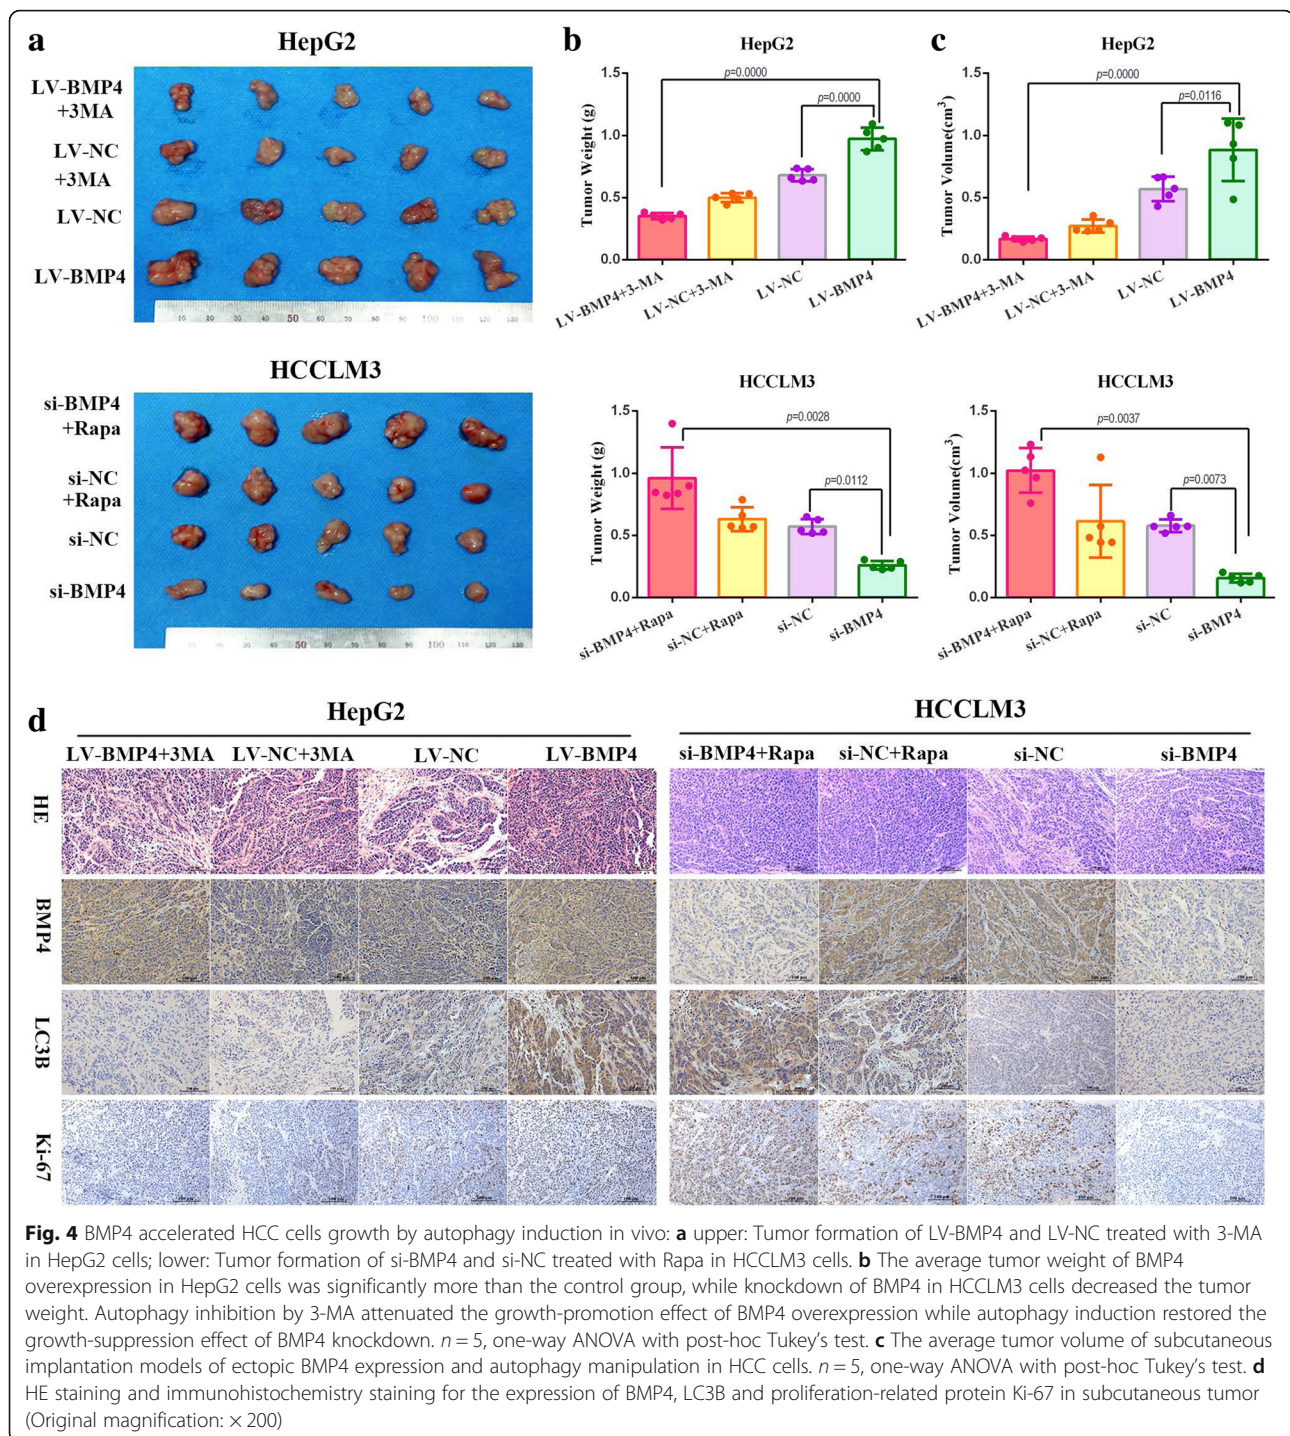 a
HepG2
LV-BMP4
+3MA
LV-NC
+3MA
LV-NC
LV-BMP4
10 50 60 70 80 90 100 120 130
HCCLM3
si-BMP4
+Rapa
si-NC
+Rapa
si-NC
si-BMP4
50 100
b
HepG2
Tumor Weight (g)
1.5
1.0
0.5
0.0
p=0.0000
p=0.0000
LV-BMP4+3-MA
LV-NC+3-MA
LV-NC
LV-BMP4
HCCLM3
Tumor Weight (g)
1.5
1.0
0.5
0.0
p=0.0028
p=0.0112
si-BMP4+Rapa
si-NC+Rapa
si-NC
si-BMP4
c
HepG2
Tumor Volume(cm³)
1.5
1.0
0.5
0.0
p=0.0000
p=0.0116
LV-BMP4+3-MA
LV-NC+3-MA
LV-NC
LV-BMP4
HCCLM3
Tumor Volume(cm³)
1.5
1.0
0.5
0.0
p=0.0037
p=0.0073
si-BMP4+Rapa
si-NC+Rapa
si-NC
si-BMP4
d
HepG2
HCCLM3
LV-BMP4+3MA LV-NC+3MA LV-NC LV-BMP4
si-BMP4+Rapa si-NC+Rapa si-NC si-BMP4
HE
BMP4
LC3B
Ki-67
Fig. 4 BMP4 accelerated HCC cells growth by autophagy induction in vivo: a upper: Tumor formation of LV-BMP4 and LV-NC treated with 3-MA
in HepG2 cells; lower: Tumor formation of si-BMP4 and si-NC treated with Rapa in HCCLM3 cells. b The average tumor weight of BMP4
overexpression in HepG2 cells was significantly more than the control group, while knockdown of BMP4 in HCCLM3 cells decreased the tumor
weight. Autophagy inhibition by 3-MA attenuated the growth-promotion effect of BMP4 overexpression while autophagy induction restored the
growth-suppression effect of BMP4 knockdown. n = 5, one-way ANOVA with post-hoc Tukey's test. c The average tumor volume of subcutaneous
implantation models of ectopic BMP4 expression and autophagy manipulation in HCC cells. n = 5, one-way ANOVA with post-hoc Tukey's test. d
HE staining and immunohistochemistry staining for the expression of BMP4, LC3B and proliferation-related protein Ki-67 in subcutaneous tumor
(Original magnification: × 200)